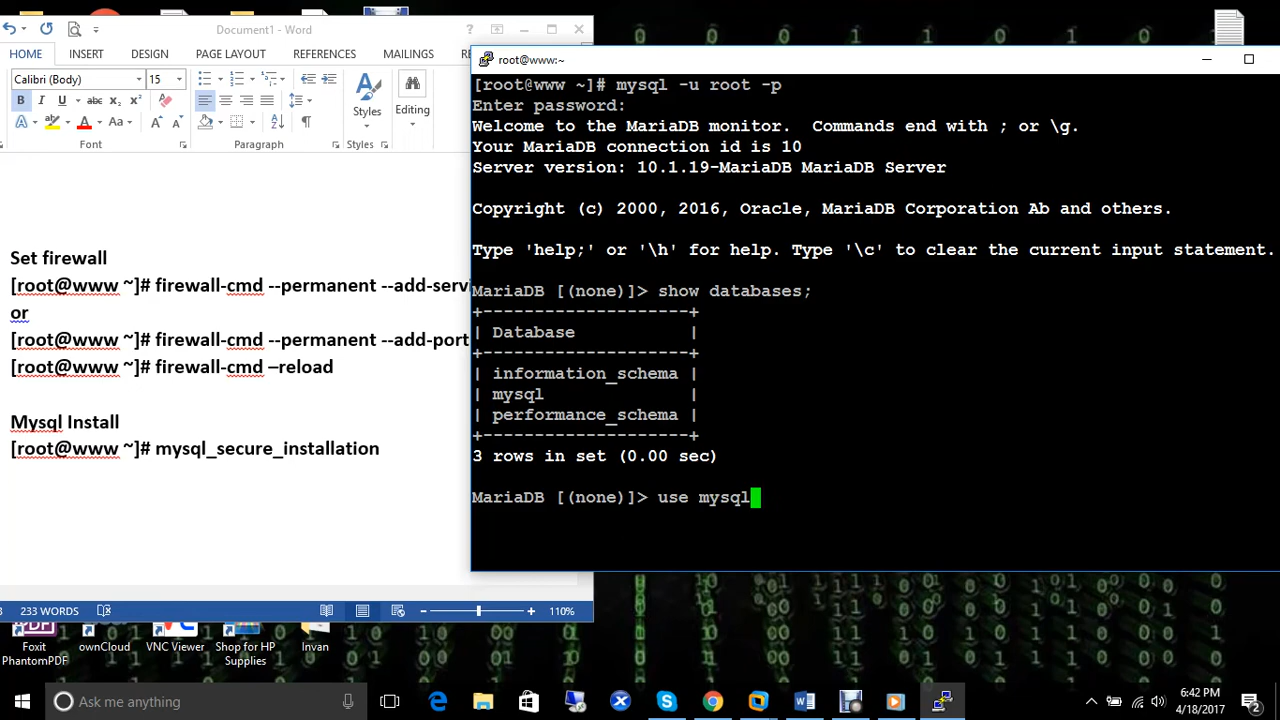 Document1 - Word
HOME INSERT DESIGN PAGE LAYOUT REFERENCES MAILINGS
Calibri (Body) 15
Styles Editing
Font Paragraph Styles
Set firewall
[root@www ~]# firewall-cmd --permanent --add-servi
or
[root@www ~]# firewall-cmd --permanent --add-port
[root@www ~]# firewall-cmd –reload
Mysql Install
[root@www ~]# mysql_secure_installation
233 WORDS 110%
root@www:~
[root@www ~]# mysql -u root -p
Enter password:
Welcome to the MariaDB monitor.  Commands end with ; or \g.
Your MariaDB connection id is 10
Server version: 10.1.19-MariaDB MariaDB Server
Copyright (c) 2000, 2016, Oracle, MariaDB Corporation Ab and others.
Type 'help;' or '\h' for help. Type '\c' to clear the current input statement.
MariaDB [(none)]> show databases;
+--------------------+
| Database           |
+--------------------+
| information_schema |
| mysql              |
| performance_schema |
+--------------------+
3 rows in set (0.00 sec)
MariaDB [(none)]> use mysql
Foxit PhantomPDF
ownCloud
VNC Viewer
Shop for HP Supplies
Invan
Ask me anything
6:42 PM
4/18/2017